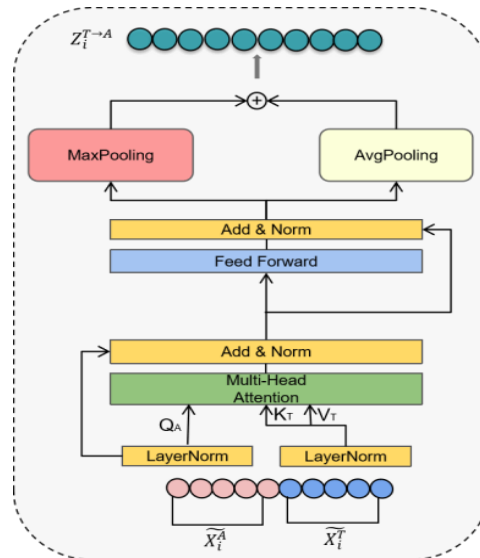 Z_i^{T→A}
+
MaxPooling
AvgPooling
Add & Norm
Feed Forward
Add & Norm
Multi-Head
Attention
Q_A
K_T
V_T
LayerNorm
LayerNorm
\widetilde{X_i^A}
\widetilde{X_i^T}